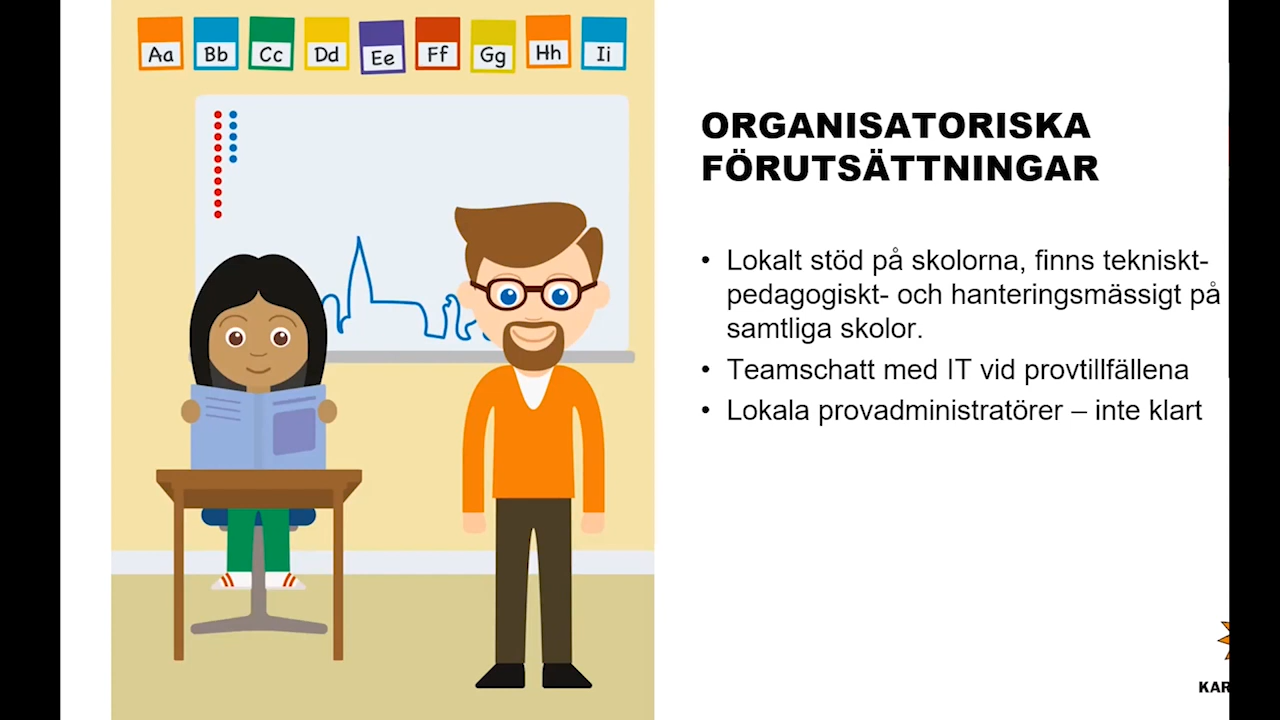 Aa Bb Cc Dd Ee Ff Gg Hh Ii
ORGANISATORISKA
FÖRUTSÄTTNINGAR
• Lokalt stöd på skolorna, finns tekniskt-
pedagogiskt- och hanteringsmässigt på
samtliga skolor.
• Teamschatt med IT vid provtillfällena
• Lokala provadministratörer – inte klart
KAR